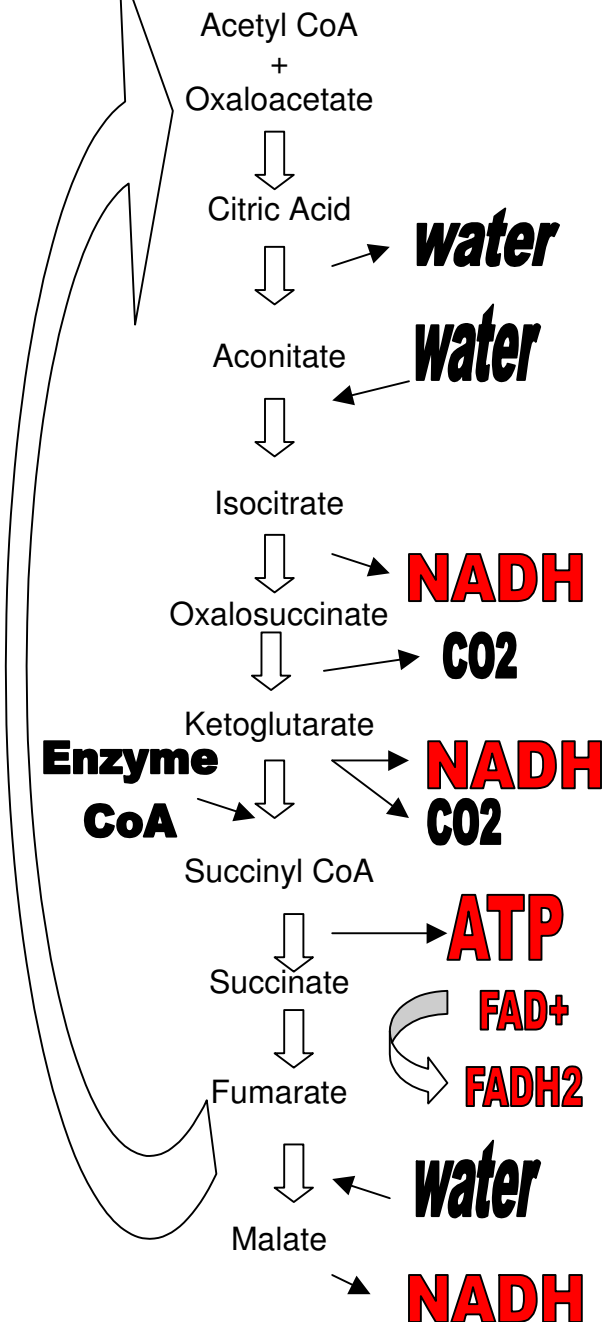 Acetyl CoA
+
Oxaloacetate
Citric Acid
water
water
Aconitate
Isocitrate
NADH
Oxalosuccinate
CO2
Ketoglutarate
Enzyme
CoA
NADH
CO2
Succinyl CoA
ATP
Succinate
FAD+
FADH2
Fumarate
water
Malate
NADH